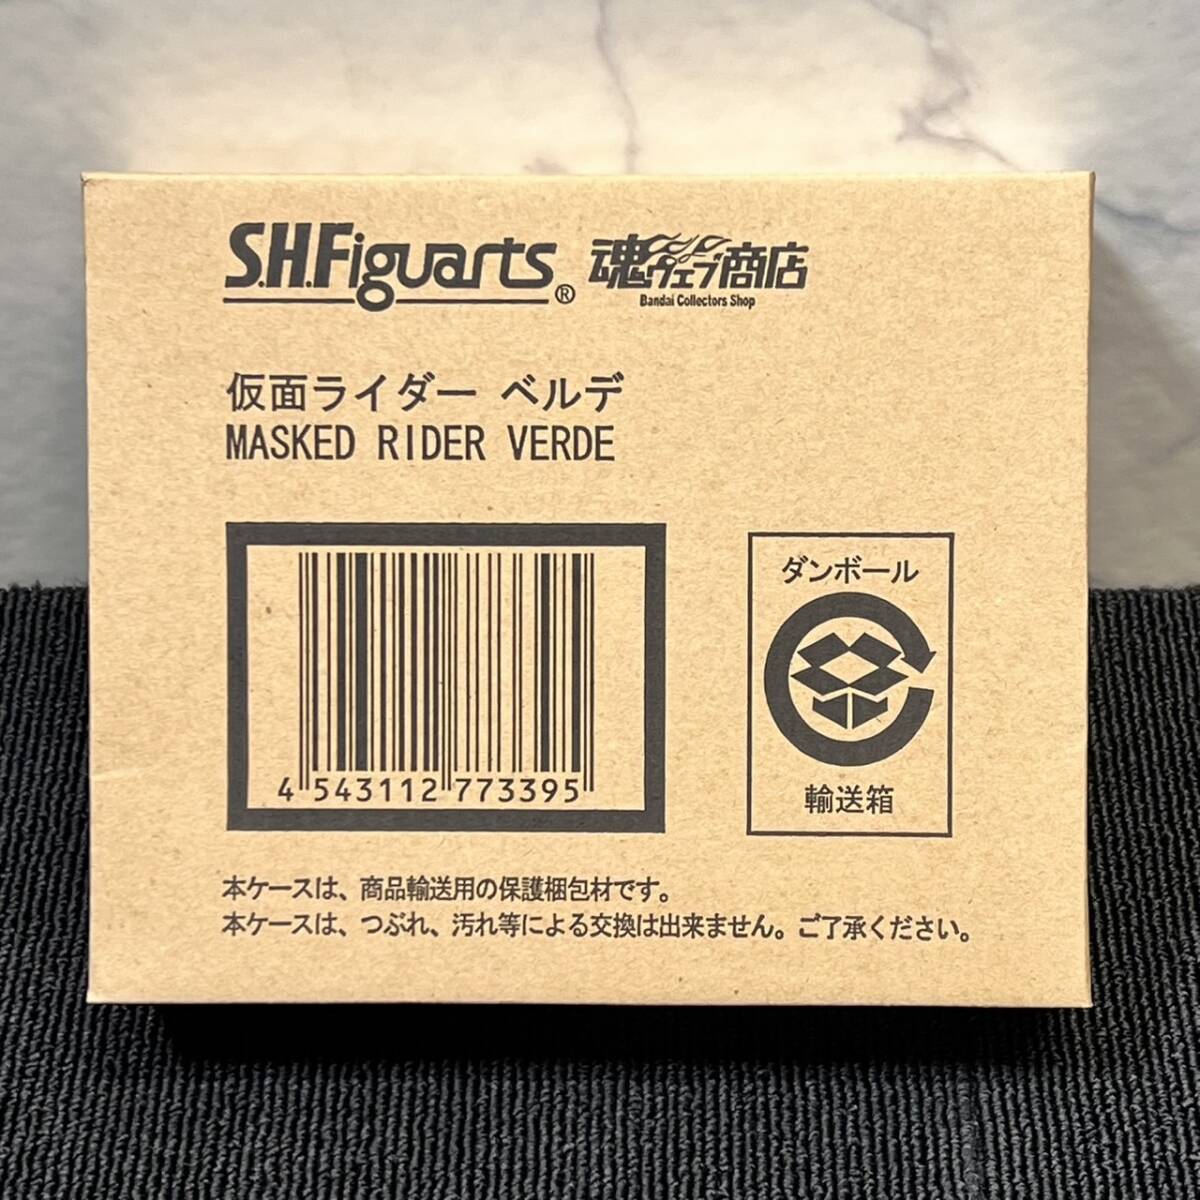 S.H.Figuarts® 魂ウェブ商店
Bandai Collectors Shop
仮面ライダー ベルデ
MASKED RIDER VERDE
4 543112 773395
ダンボール
輸送箱
本ケースは、商品輸送用の保護梱包材です。
本ケースは、つぶれ、汚れ等による交換は出来ません。ご了承ください。